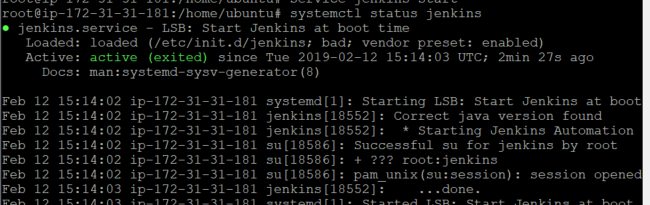 root@ip-172-31-31-181:/home/ubuntu# service jenkins start
root@ip-172-31-31-181:/home/ubuntu# systemctl status jenkins
● jenkins.service - LSB: Start Jenkins at boot time
Loaded: loaded (/etc/init.d/jenkins; bad; vendor preset: enabled)
Active: active (exited) since Tue 2019-02-12 15:14:03 UTC; 2min 27s ago
Docs: man:systemd-sysv-generator(8)
Feb 12 15:14:02 ip-172-31-31-181 systemd[1]: Starting LSB: Start Jenkins at boot
Feb 12 15:14:02 ip-172-31-31-181 jenkins[18552]: Correct java version found
Feb 12 15:14:02 ip-172-31-31-181 jenkins[18552]: * Starting Jenkins Automation
Feb 12 15:14:02 ip-172-31-31-181 su[18586]: Successful su for jenkins by root
Feb 12 15:14:02 ip-172-31-31-181 su[18586]: + ??? root:jenkins
Feb 12 15:14:02 ip-172-31-31-181 su[18586]: pam_unix(su:session): session opened
Feb 12 15:14:03 ip-172-31-31-181 jenkins[18552]: ...done.
Feb 12 15:14:03 ip-172-31-31-181 systemd[1]: Started LSB: Start Jenkins at boot